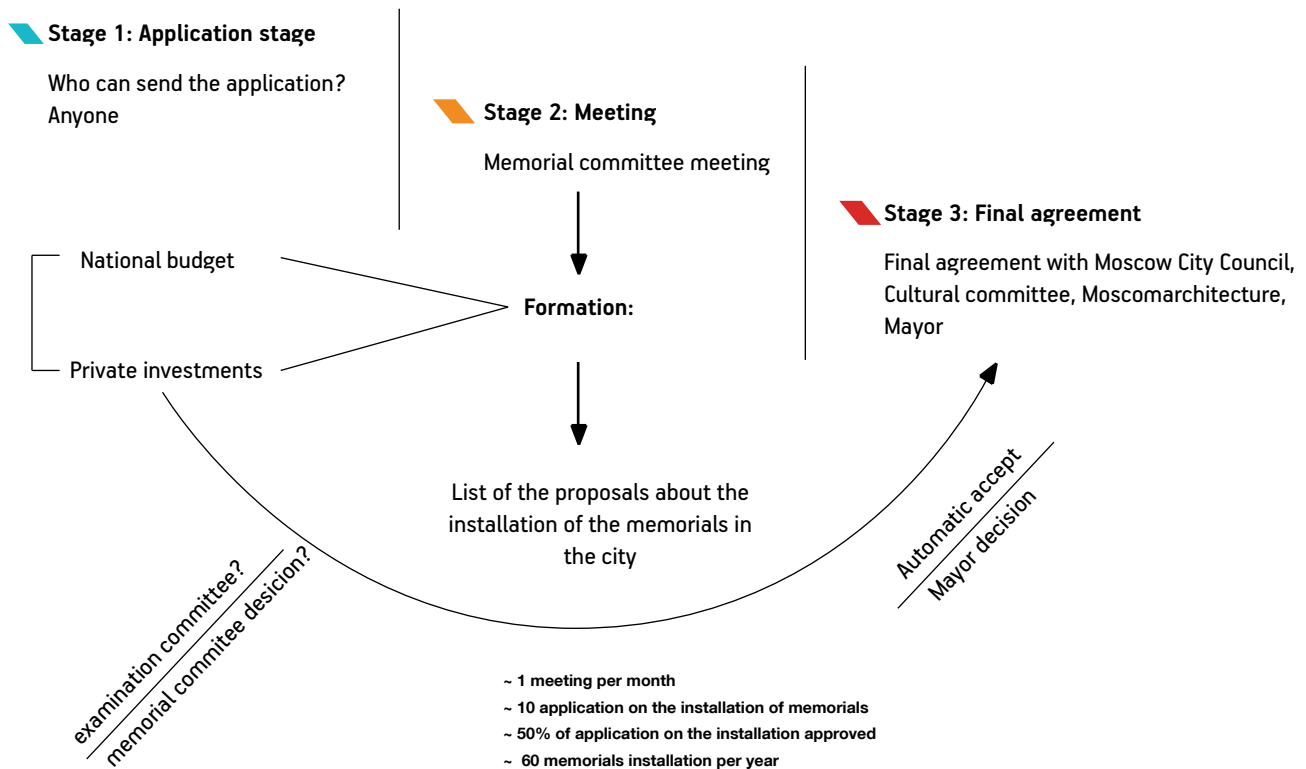 Stage 1: Application stage
Who can send the application?
Anyone
Stage 2: Meeting
Memorial committee meeting
Stage 3: Final agreement
Final agreement with Moscow City Council,
Cultural committee, Moscomarchitecture,
Mayor
National budget
Formation:
Private investments
List of the proposals about the
installation of the memorials in
the city
examination committee?
memorial commitee desicion?
Automatic accept
Mayor decision
~ 1 meeting per month
~ 10 application on the installation of memorials
~ 50% of application on the installation approved
~ 60 memorials installation per year